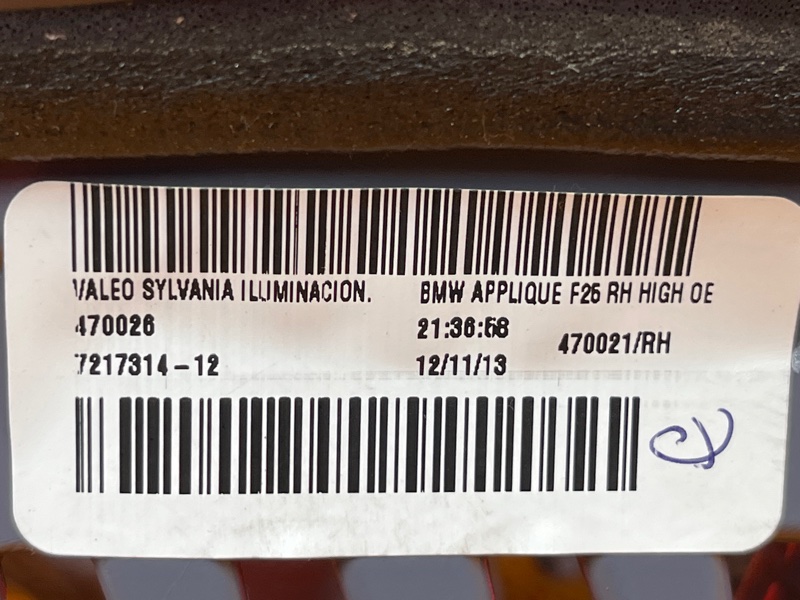 VALEO SYLVANIA ILUMINACION. BMW APPLIQUE F25 RH HIGH OE
470026 21:36:58 470021/RH
7217314-12 12/11/13